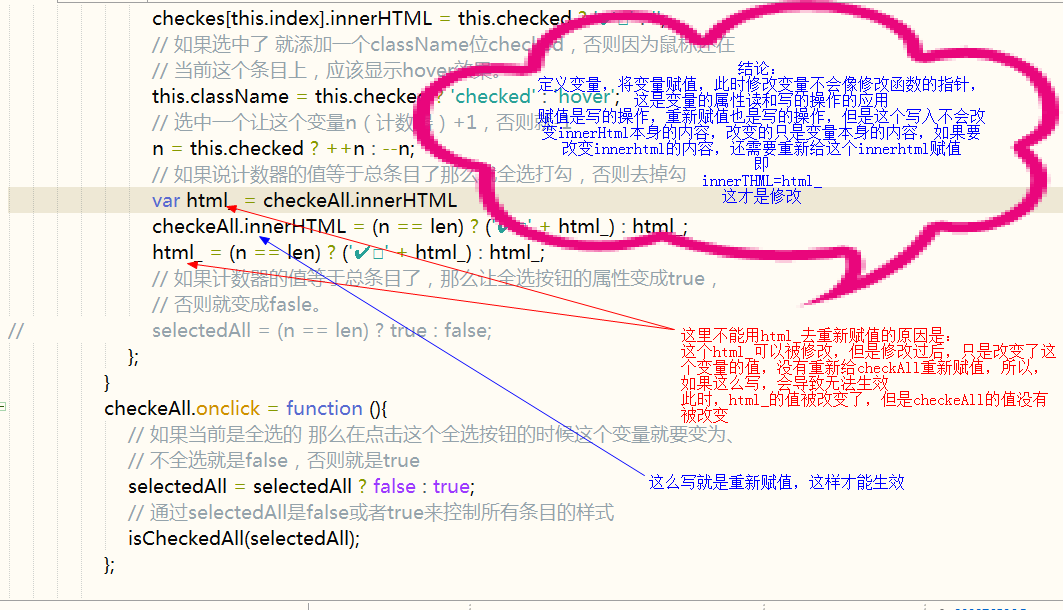 checkes[this.index].innerHTML = this.checked ?
// 如果选中了 就添加一个className位checked，否则因为鼠标还在
// 当前这个条目上，应该显示hover效果。
this.className = this.checked ? 'checked' : 'hover';
// 选中一个让这个变量n（计数器）+1，否则就-1
n = this.checked ? ++n : --n;
// 如果说计数器的值等于总条目了那么就全选打勾，否则去掉勾
var html_ = checkeAll.innerHTML
checkeAll.innerHTML = (n == len) ? ('✔□' + html_) : html_;
html_ = (n == len) ? ('✔□' + html_) : html_;
// 如果计数器的值等于总条目了，那么让全选按钮的属性变成true，
// 否则就变成fasle。
// selectedAll = (n == len) ? true : false;
};
}
checkeAll.onclick = function (){
// 如果当前是全选的 那么在点击这个全选按钮的时候这个变量就要变为、
// 不全选就是false，否则就是true
selectedAll = selectedAll ? false : true;
// 通过selectedAll是false或者true来控制所有条目的样式
isCheckedAll(selectedAll);
};
结论：
定义变量，将变量赋值，此时修改变量不会像修改函数的指针，
这是变量的属性读和写的操作的应用
赋值是写的操作，重新赋值也是写的操作，但是这个写入不会改
变innerHtml本身的内容，改变的只是变量本身的内容，如果要
改变innerhtml的内容，还需要重新给这个innerhtml赋值
即
innerTHML=html_
这才是修改
这里不能用html_去重新赋值的原因是：
这个html_可以被修改，但是修改过后，只是改变了这
个变量的值，没有重新给checkAll重新赋值，所以，
如果这么写，会导致无法生效
此时，html_的值被改变了，但是checkeAll的值没有
被改变
这么写就是重新赋值，这样才能生效